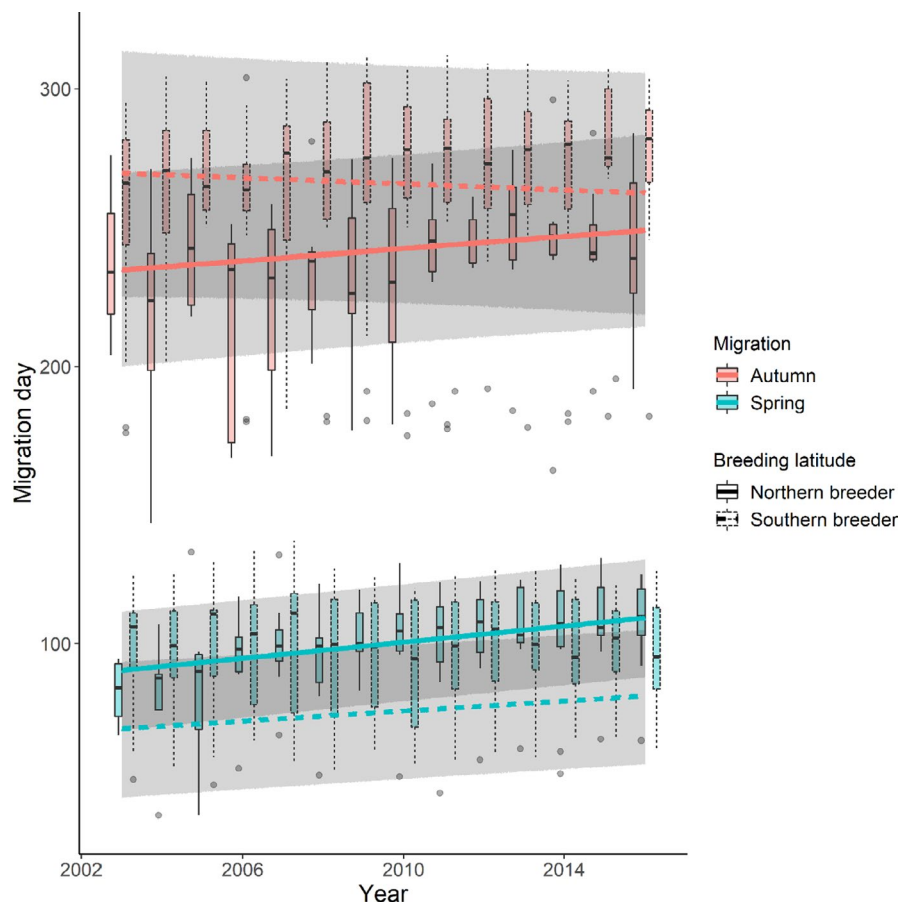 Migration day
300
200
100
2002
2006
2010
2014
Year
Migration
Autumn
Spring
Breeding latitude
Northern breeder
Southern breeder